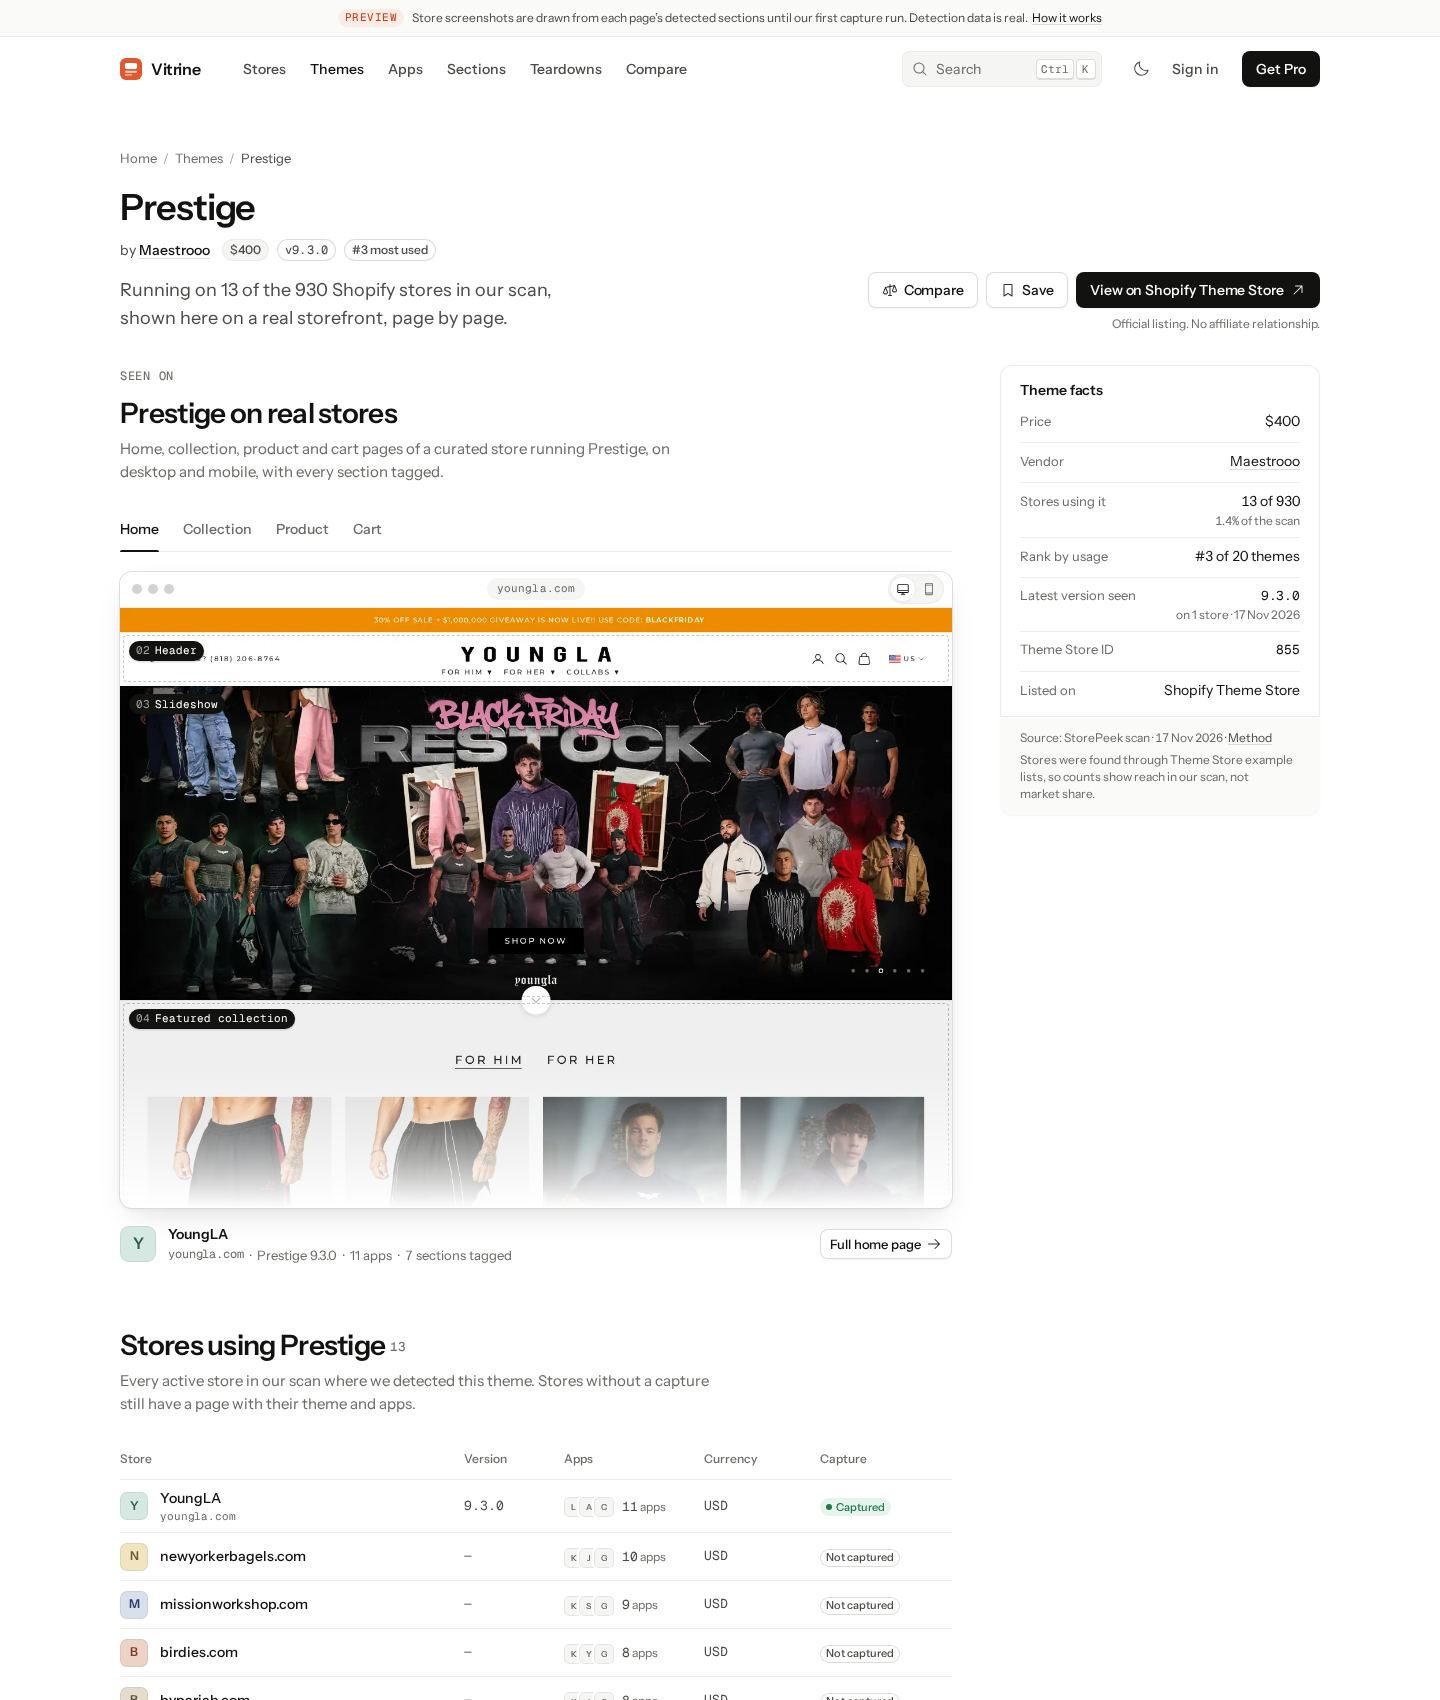 PREVIEW Store screenshots are drawn from each page's detected sections until our first capture run. Detection data is real. How it works
Vitrine Stores Themes Apps Sections Teardowns Compare Search Ctrl K Sign in Get Pro
Home / Themes / Prestige
Prestige
by Maestrooo $400 v9.3.0 #3 most used
Running on 13 of the 930 Shopify stores in our scan,
shown here on a real storefront, page by page.
Compare Save View on Shopify Theme Store
Official listing. No affiliate relationship.
SEEN ON
Prestige on real stores
Home, collection, product and cart pages of a curated store running Prestige, on
desktop and mobile, with every section tagged.
Home Collection Product Cart
youngla.com
30% OFF SALE + $1,000,000 GIVEAWAY IS NOW LIVE!! USE CODE: BLACKFRIDAY
02 Header
? (818) 206-8764
YOUNGLA
US
FOR HIM ▼ FOR HER ▼ COLLABS ▼
03 Slideshow
BLACK FRIDAY
RESTOCK
SHOP NOW
youngla
04 Featured collection
FOR HIM FOR HER
Y
YoungLA
youngla.com · Prestige 9.3.0 · 11 apps · 7 sections tagged
Full home page
Theme facts
Price $400
Vendor Maestrooo
Stores using it 13 of 930
1.4% of the scan
Rank by usage #3 of 20 themes
Latest version seen 9.3.0
on 1 store · 17 Nov 2026
Theme Store ID 855
Listed on Shopify Theme Store
Source: StorePeek scan · 17 Nov 2026 · Method
Stores were found through Theme Store example
lists, so counts show reach in our scan, not
market share.
Stores using Prestige 13
Every active store in our scan where we detected this theme. Stores without a capture
still have a page with their theme and apps.
Store Version Apps Currency Capture
Y YoungLA 9.3.0 L A C 11 apps USD Captured
youngla.com
N newyorkerbagels.com – K J G 10 apps USD Not captured
M missionworkshop.com – K S G 9 apps USD Not captured
B birdies.com – K Y G 8 apps USD Not captured